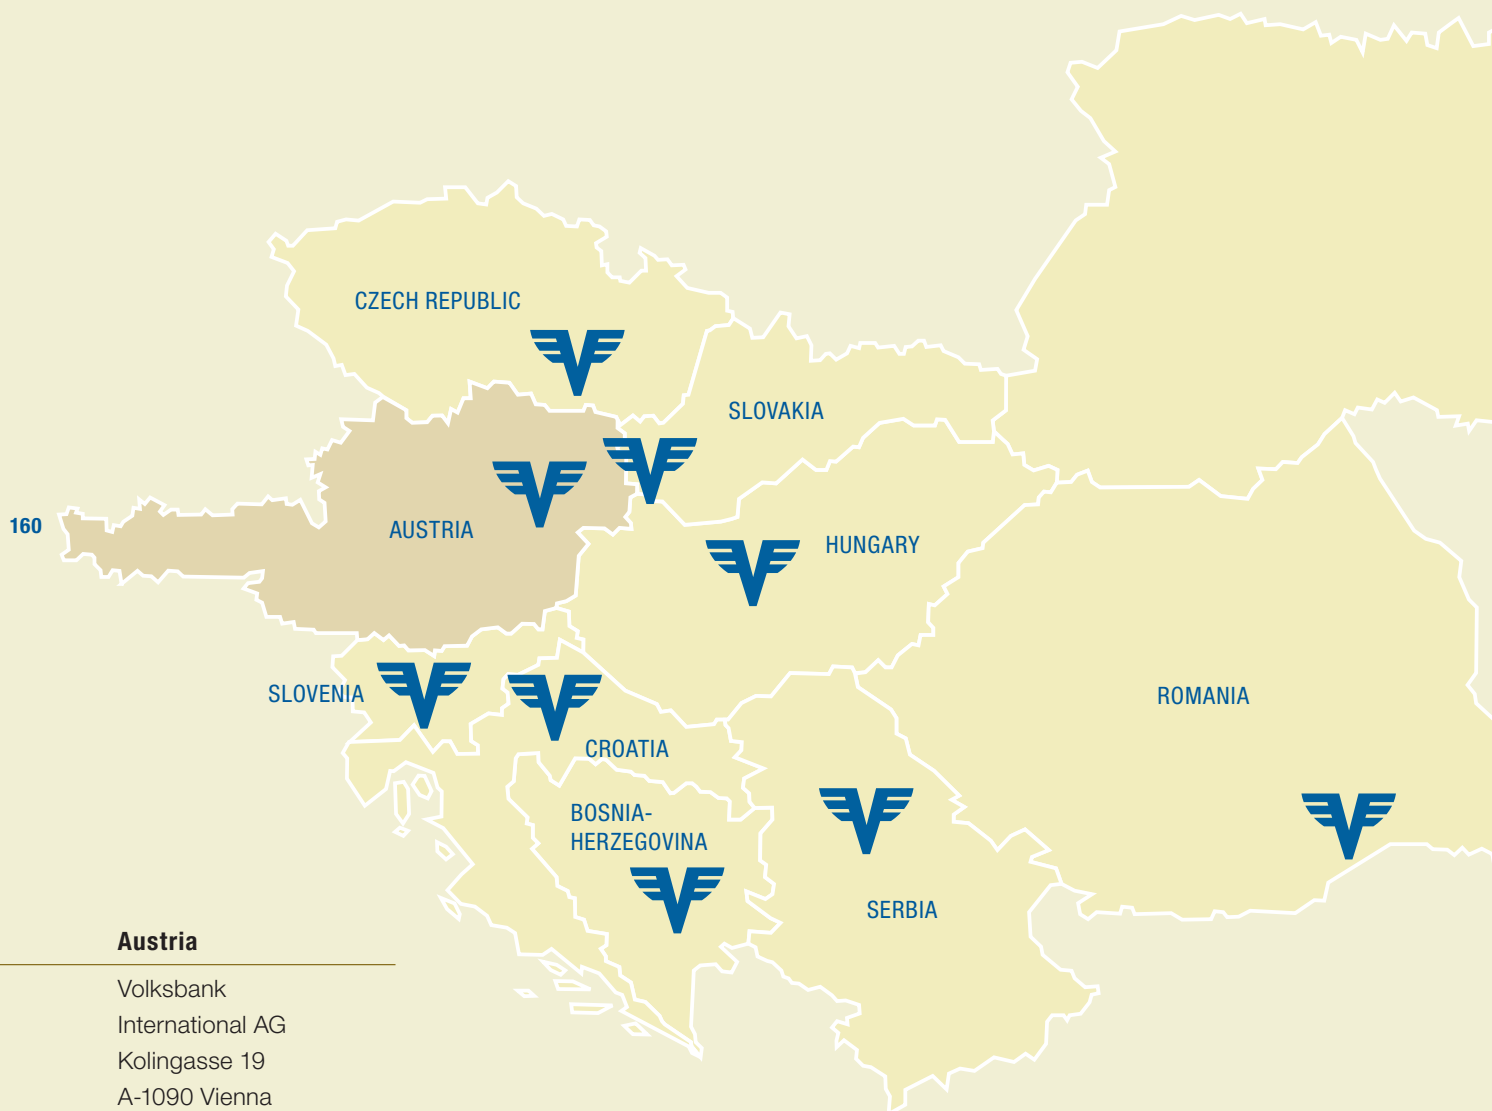 CZECH REPUBLIC
SLOVAKIA
160
AUSTRIA
HUNGARY
SLOVENIA
ROMANIA
CROATIA
BOSNIA-
HERZEGOVINA
SERBIA
Austria
Volksbank
International AG
Kolingasse 19
A-1090 Vienna